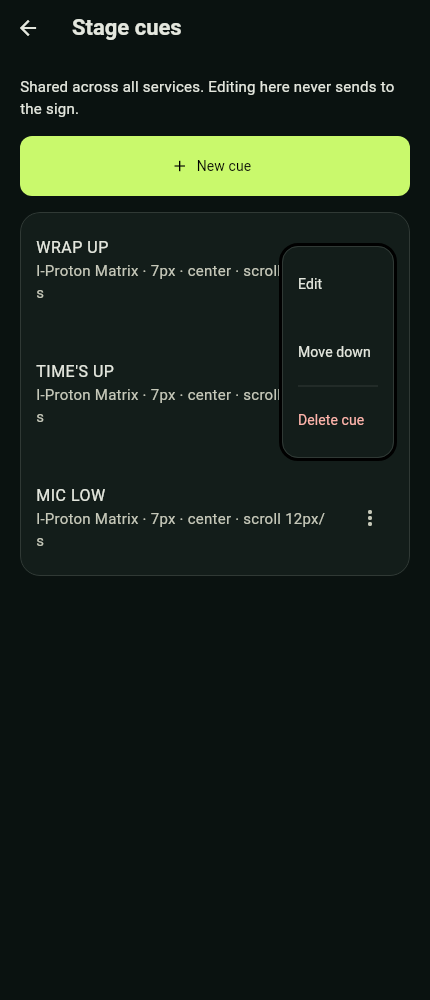 Stage cues
Shared across all services. Editing here never sends to
the sign.
+ New cue
WRAP UP
I-Proton Matrix · 7px · center · scroll
s
Edit
Move down
Delete cue
TIME'S UP
I-Proton Matrix · 7px · center · scroll
s
MIC LOW
I-Proton Matrix · 7px · center · scroll 12px/
s